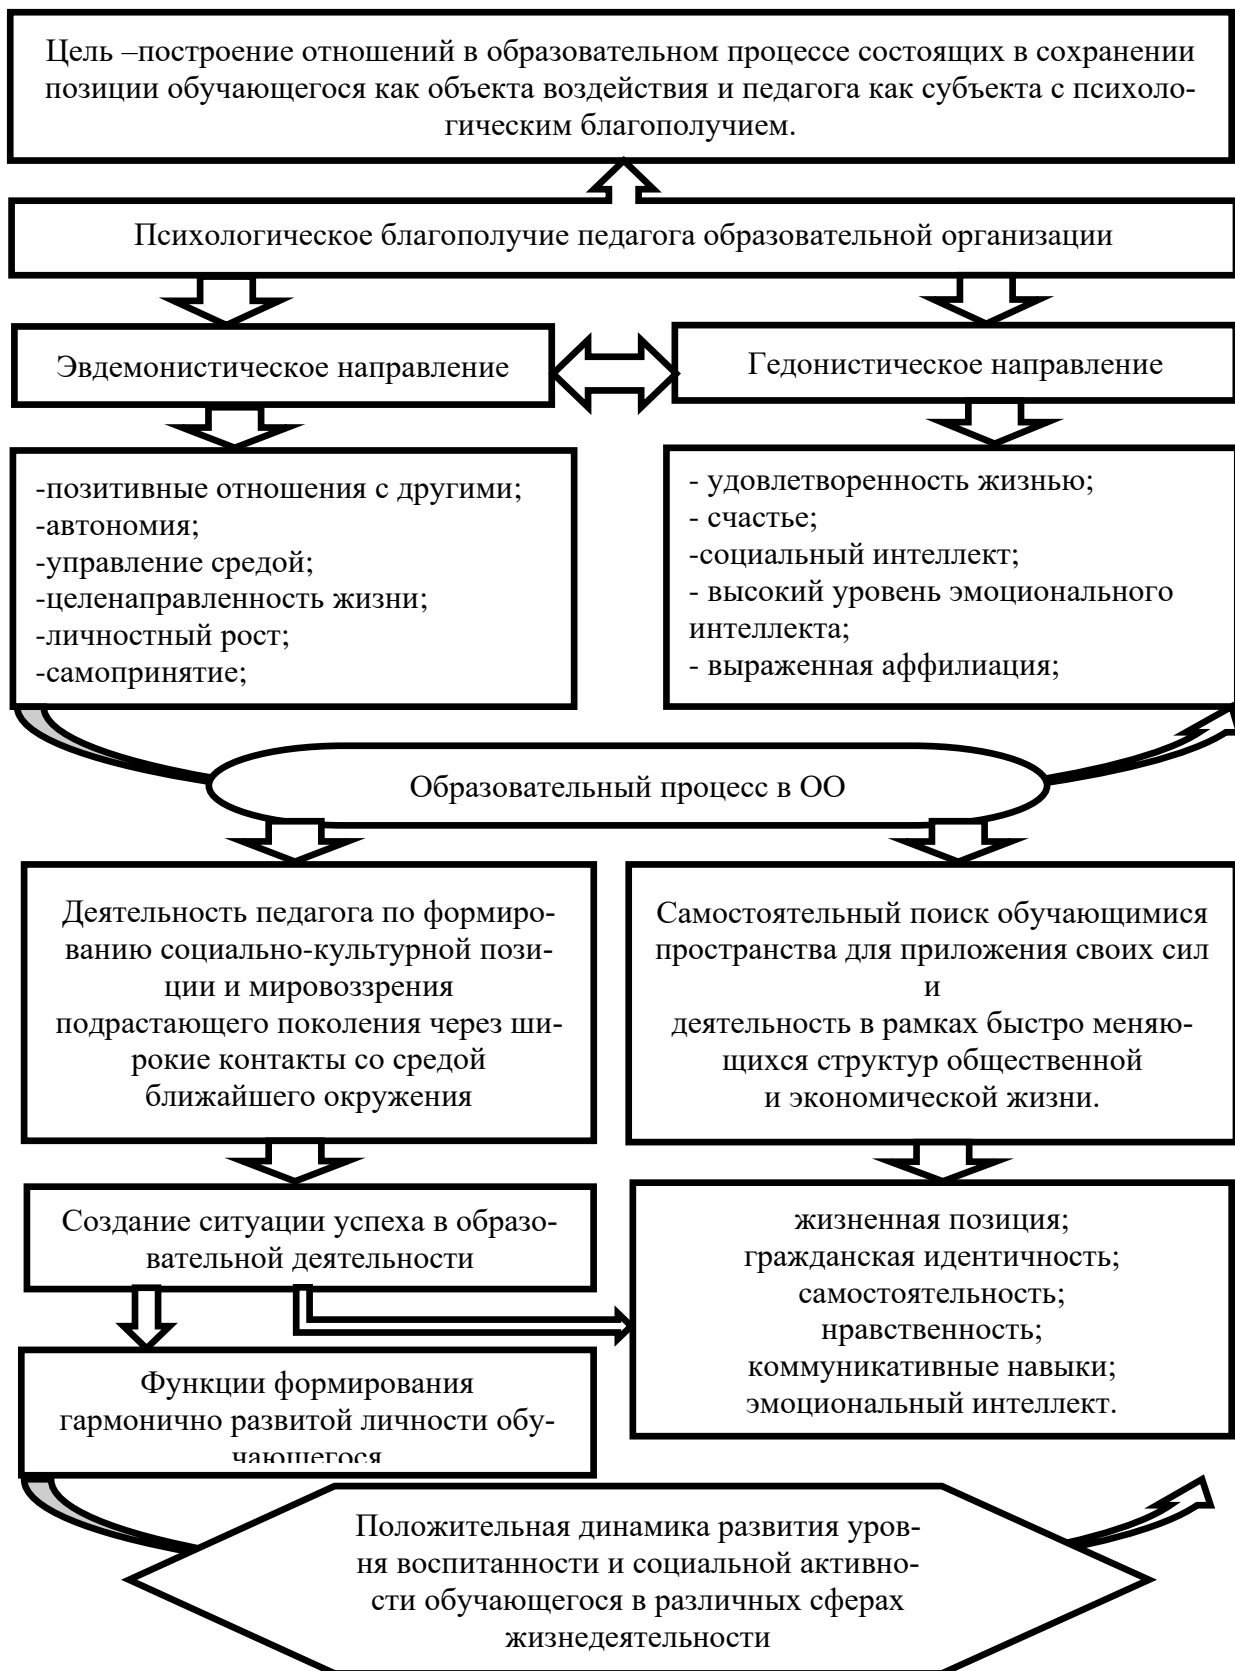 Цель –построение отношений в образовательном процессе состоящих в сохранении
позиции обучающегося как объекта воздействия и педагога как субъекта с психоло-
гическим благополучием.
Психологическое благополучие педагога образовательной организации
Эвдемонистическое направление
Гедонистическое направление
-позитивные отношения с другими;
-автономия;
-управление средой;
-целенаправленность жизни;
-личностный рост;
-самопринятие;
- удовлетворенность жизнью;
- счастье;
-социальный интеллект;
- высокий уровень эмоционального
интеллекта;
- выраженная аффилиация;
Образовательный процесс в ОО
Деятельность педагога по формиро-
ванию социально-культурной пози-
ции и мировоззрения
подрастающего поколения через ши-
рокие контакты со средой
ближайшего окружения
Самостоятельный поиск обучающимися
пространства для приложения своих сил
и
деятельность в рамках быстро меняю-
щихся структур общественной
и экономической жизни.
Создание ситуации успеха в образо-
вательной деятельности
жизненная позиция;
гражданская идентичность;
самостоятельность;
нравственность;
коммуникативные навыки;
эмоциональный интеллект.
Функции формирования
гармонично развитой личности обу-
чающегося
Положительная динамика развития уров-
ня воспитанности и социальной активно-
сти обучающегося в различных сферах
жизнедеятельности